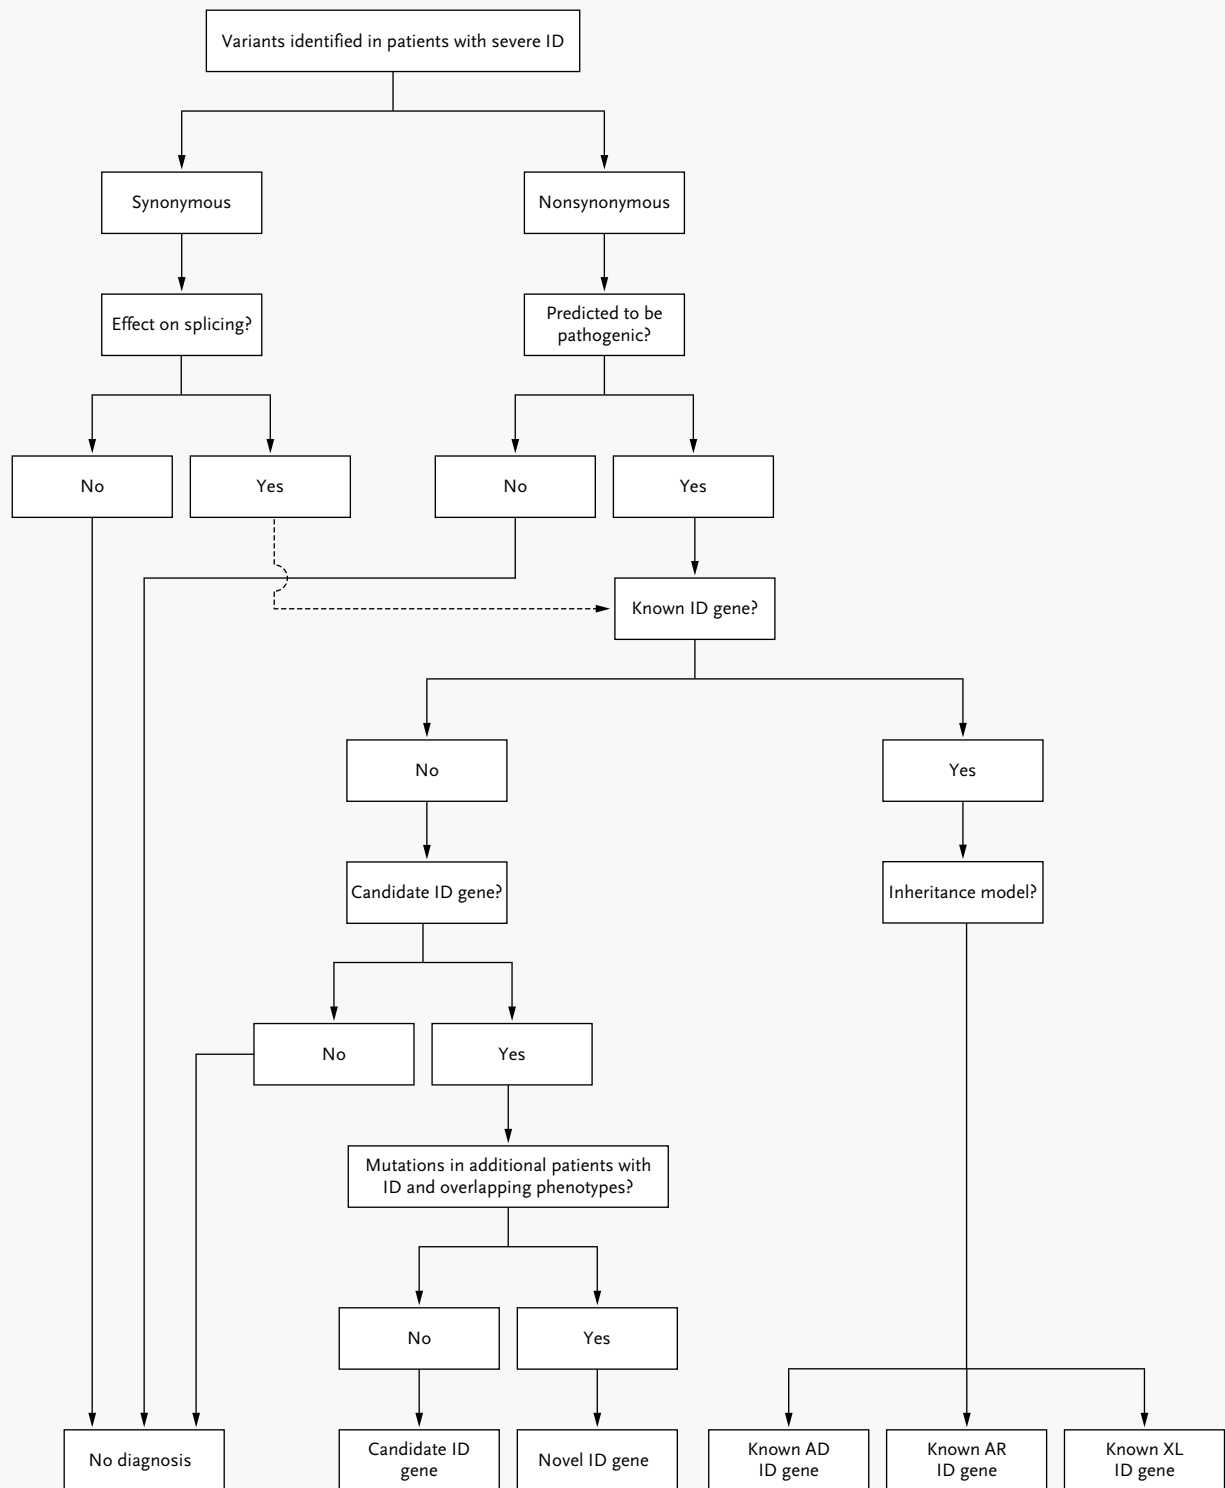 Variants identified in patients with severe ID
Synonymous
Nonsynonymous
Effect on splicing?
Predicted to be
pathogenic?
No
Yes
No
Yes
Known ID gene?
No
Yes
Candidate ID gene?
Inheritance model?
No
Yes
Mutations in additional patients with
ID and overlapping phenotypes?
No
Yes
No diagnosis
Candidate ID
gene
Novel ID gene
Known AD
ID gene
Known AR
ID gene
Known XL
ID gene